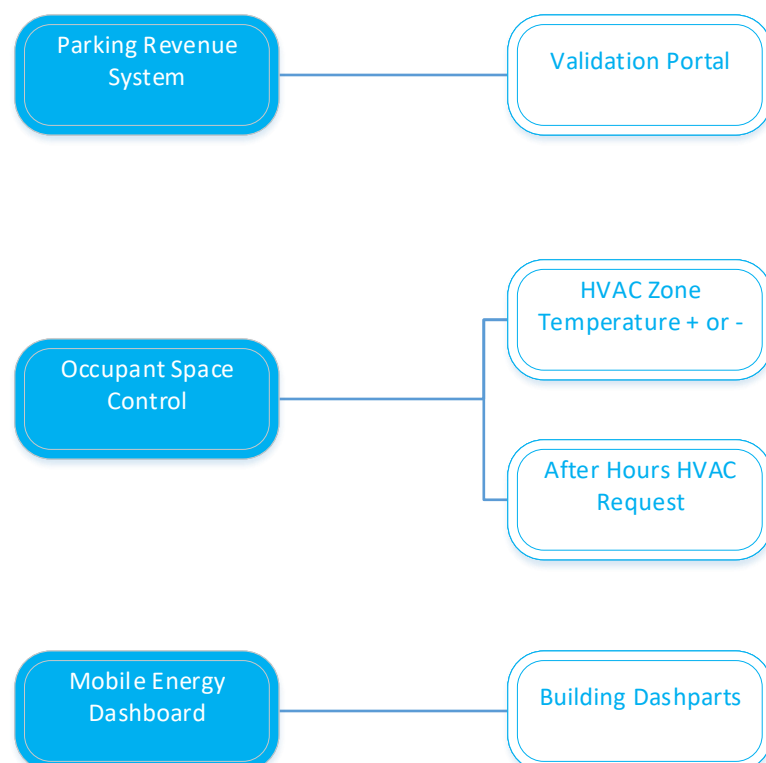 Parking Revenue
System
Validation Portal
HVAC Zone
Temperature + or -
Occupant Space
Control
After Hours HVAC
Request
Mobile Energy
Dashboard
Building Dashparts